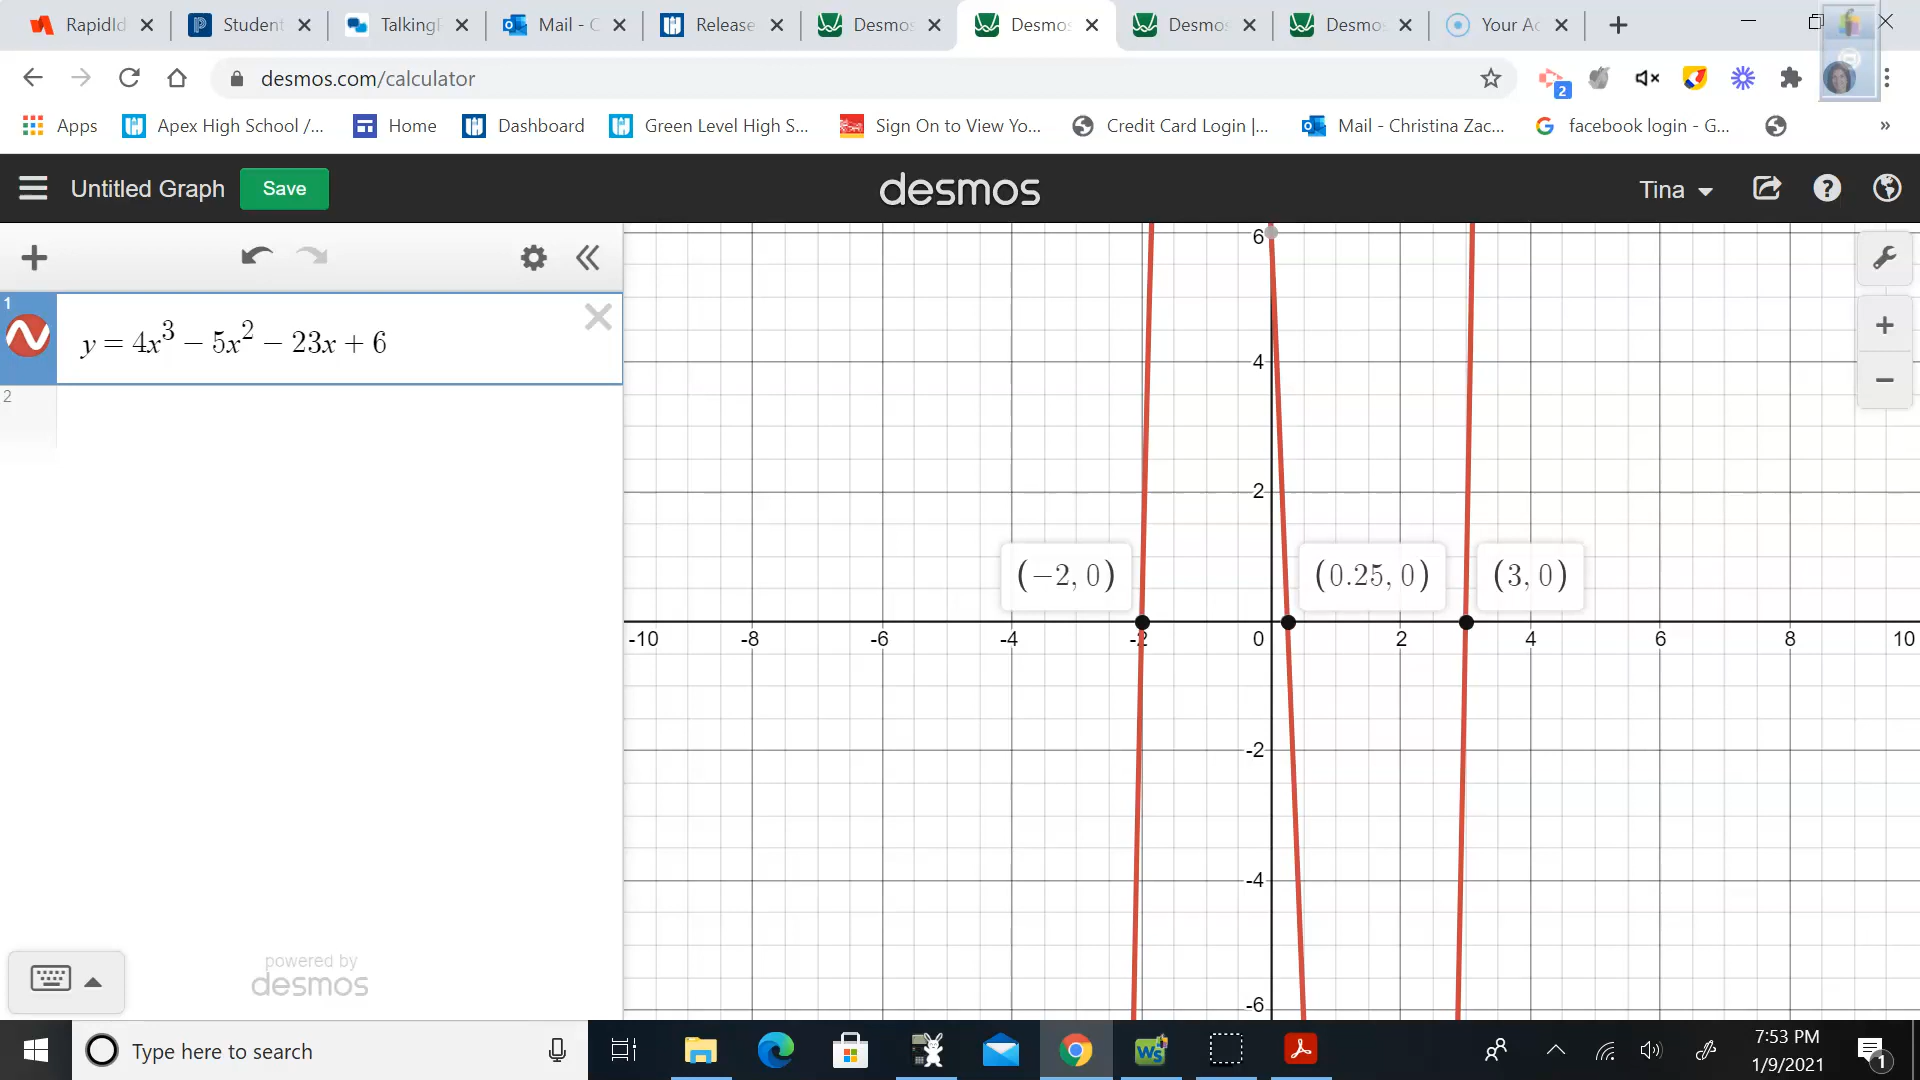 RapidId Student Talking Mail - C Release Desmos Desmos Desmos Desmos Your Ac
desmos.com/calculator
2
Apps Apex High School /... Home Dashboard Green Level High S... Sign On to View Yo... Credit Card Login |... Mail - Christina Zac... facebook login - G... »
Untitled Graph Save desmos Tina
1
y = 4x³ − 5x² − 23x + 6
2
6
4
2
(−2, 0) (0.25, 0) (3, 0)
-10 -8 -6 -4 -2 0 2 4 6 8 10
-2
-4
-6
powered by
desmos
Type here to search
7:53 PM
1/9/2021
1